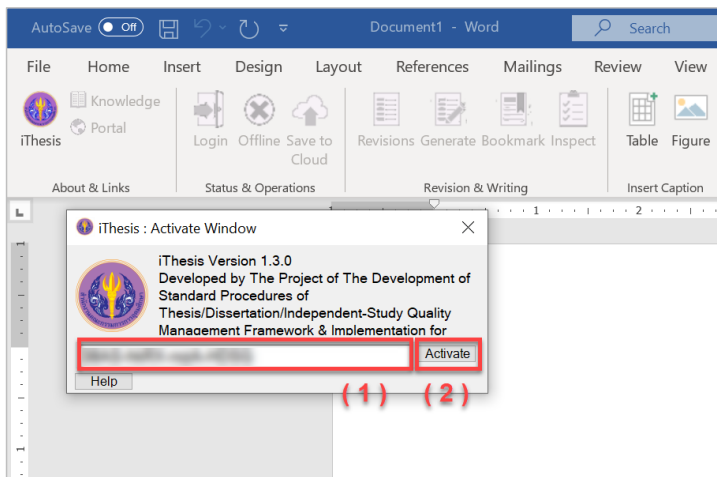 AutoSave Off Document1 - Word Search
File Home Insert Design Layout References Mailings Review View
Knowledge
Portal
iThesis
Login Offline Save to Cloud
Revisions Generate Bookmark Inspect
Table Figure
About & Links Status & Operations Revision & Writing Insert Caption
L
1 2
iThesis : Activate Window
iThesis Version 1.3.0
Developed by The Project of The Development of
Standard Procedures of
Thesis/Dissertation/Independent-Study Quality
Management Framework & Implementation for
Activate
Help
( 1 ) ( 2 )
1